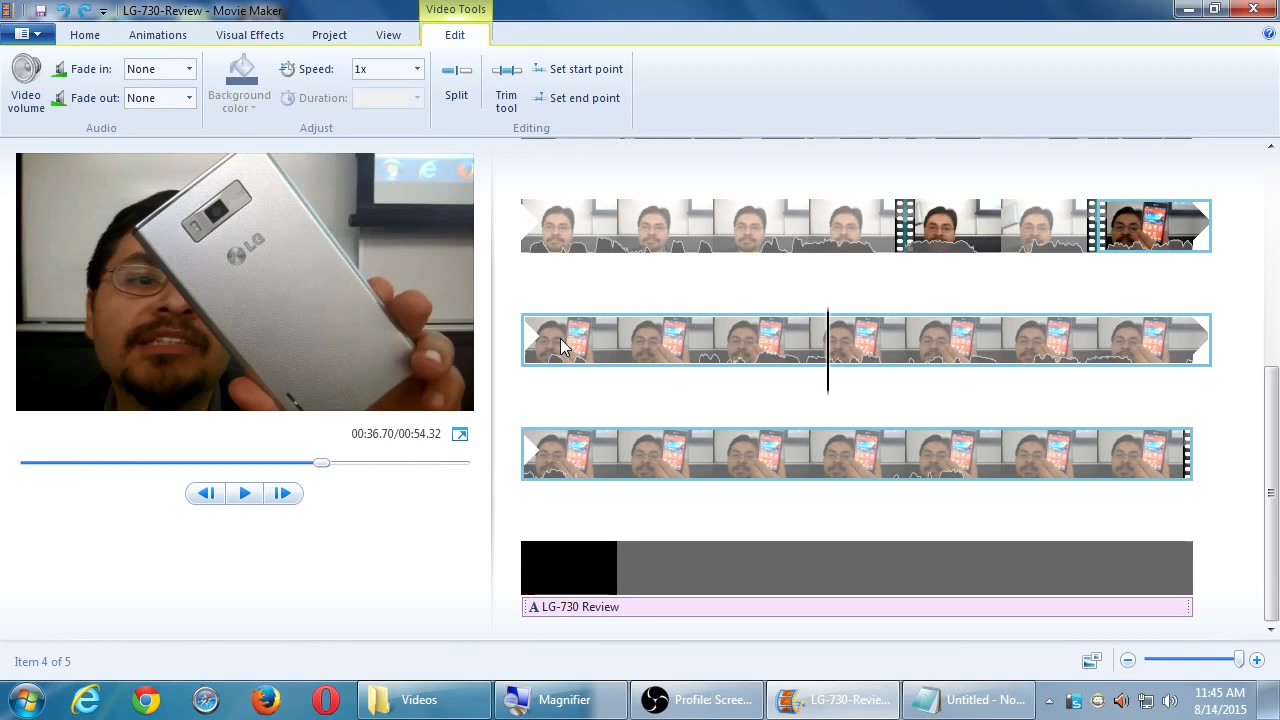 LG-730-Review - Movie Maker
Video Tools
Home
Animations
Visual Effects
Project
View
Edit
Video volume
Fade in:
None
Fade out:
None
Audio
Background color
Speed:
1x
Duration:
Adjust
Split
Trim tool
Set start point
Set end point
Editing
LG
00:36.70/00:54.32
A LG-730 Review
Item 4 of 5
Videos
Magnifier
Profile: Scree...
LG-730-Revie...
Untitled - No...
11:45 AM
8/14/2015